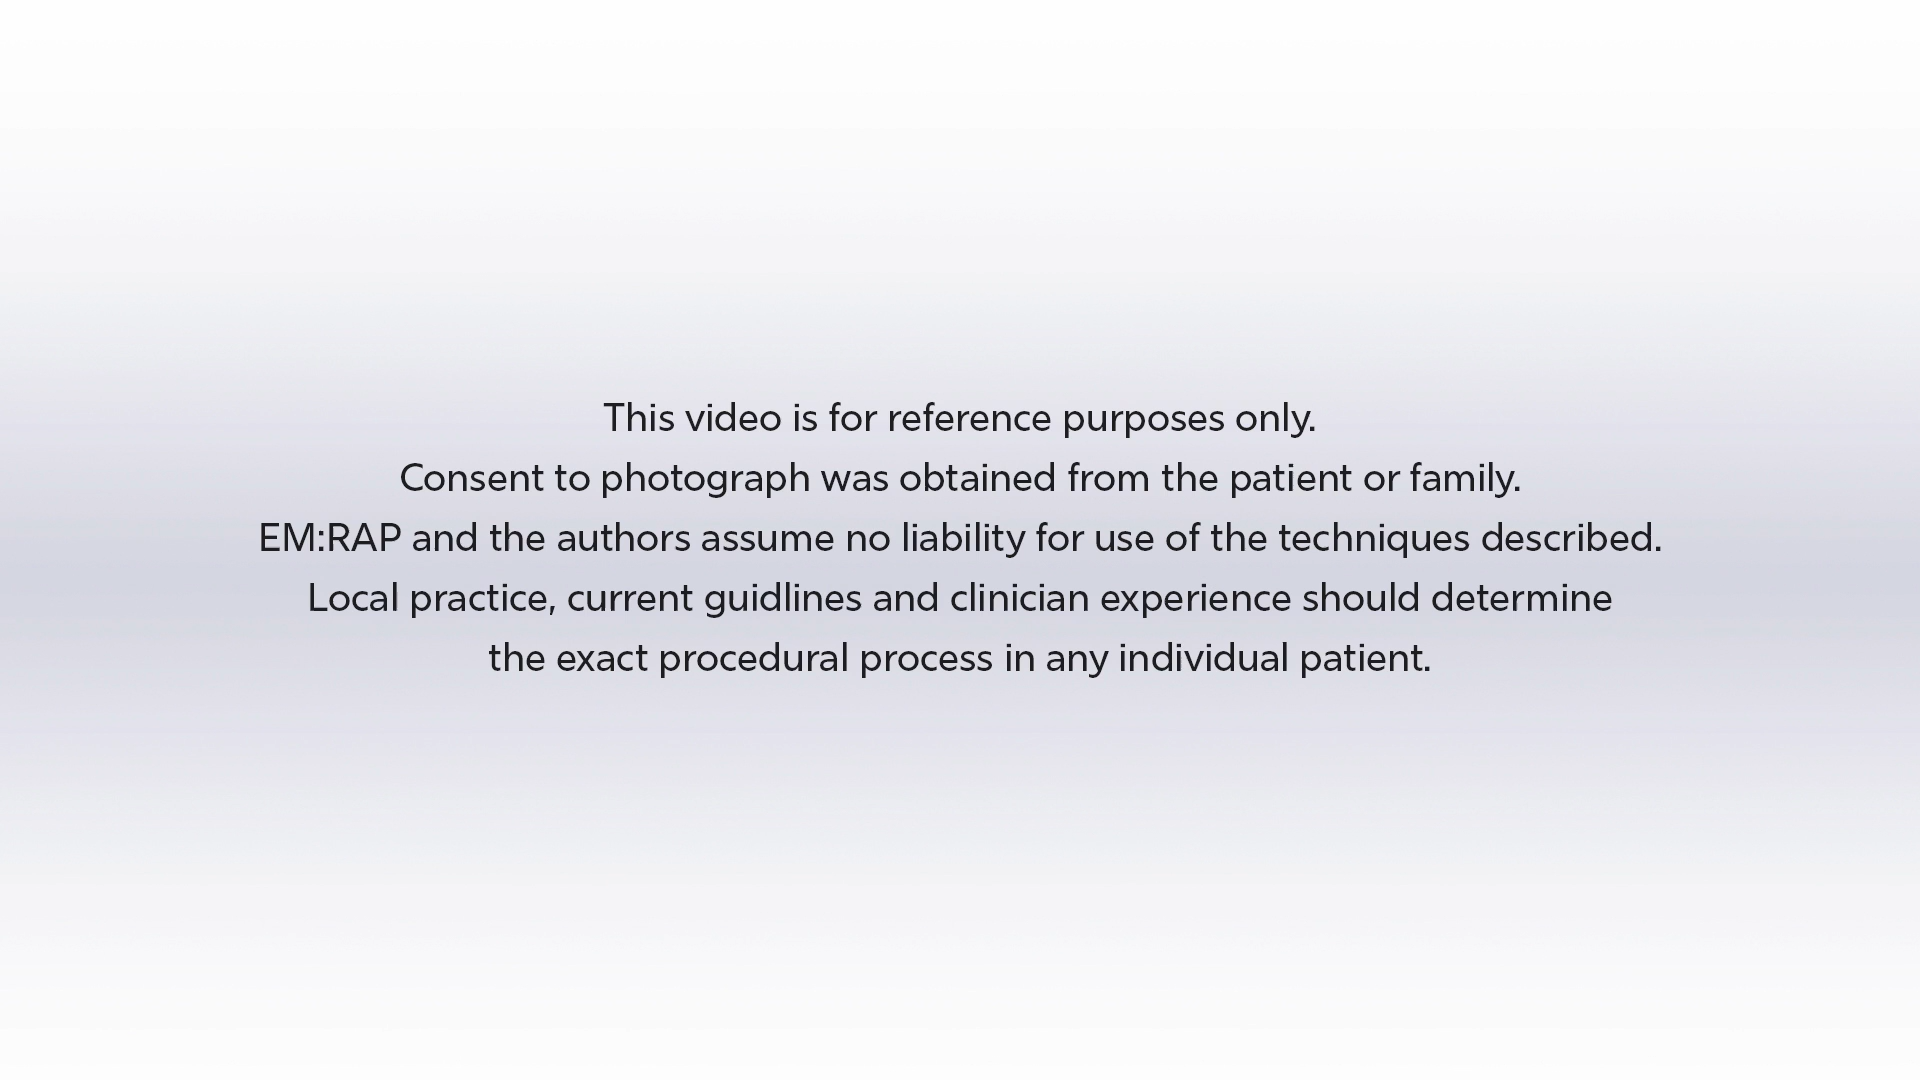 This video is for reference purposes only.
Consent to photograph was obtained from the patient or family.
EM:RAP and the authors assume no liability for use of the techniques described.
Local practice, current guidlines and clinician experience should determine
the exact procedural process in any individual patient.